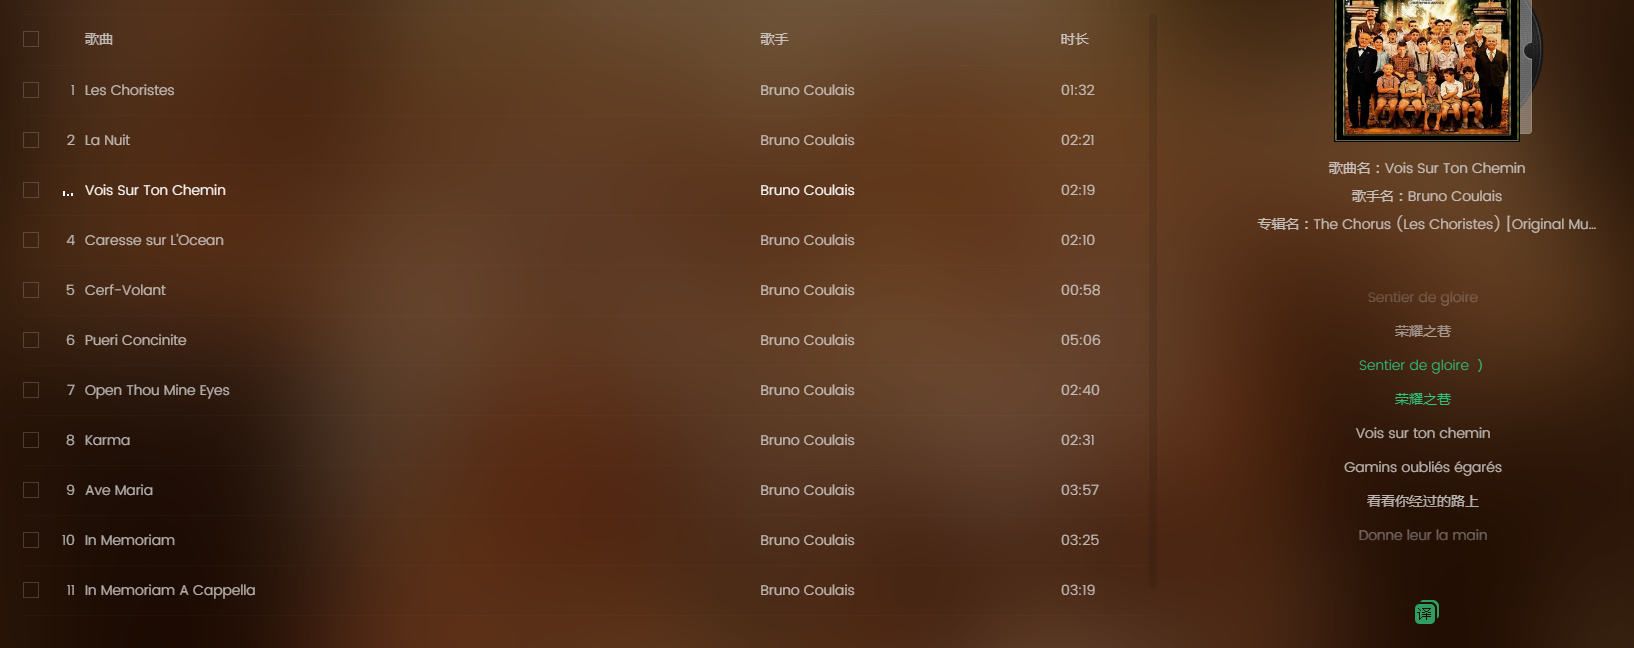 歌曲 歌手 时长
1 Les Choristes Bruno Coulais 01:32
2 La Nuit Bruno Coulais 02:21
Vois Sur Ton Chemin Bruno Coulais 02:19
4 Caresse sur L'Ocean Bruno Coulais 02:10
5 Cerf-Volant Bruno Coulais 00:58
6 Pueri Concinite Bruno Coulais 05:06
7 Open Thou Mine Eyes Bruno Coulais 02:40
8 Karma Bruno Coulais 02:31
9 Ave Maria Bruno Coulais 03:57
10 In Memoriam Bruno Coulais 03:25
11 In Memoriam A Cappella Bruno Coulais 03:19
歌曲名：Vois Sur Ton Chemin
歌手名：Bruno Coulais
专辑名：The Chorus (Les Choristes) [Original Mu...
Sentier de gloire
荣耀之巷
Sentier de gloire )
荣耀之巷
Vois sur ton chemin
Gamins oubliés égarés
看看你经过的路上
Donne leur la main
译